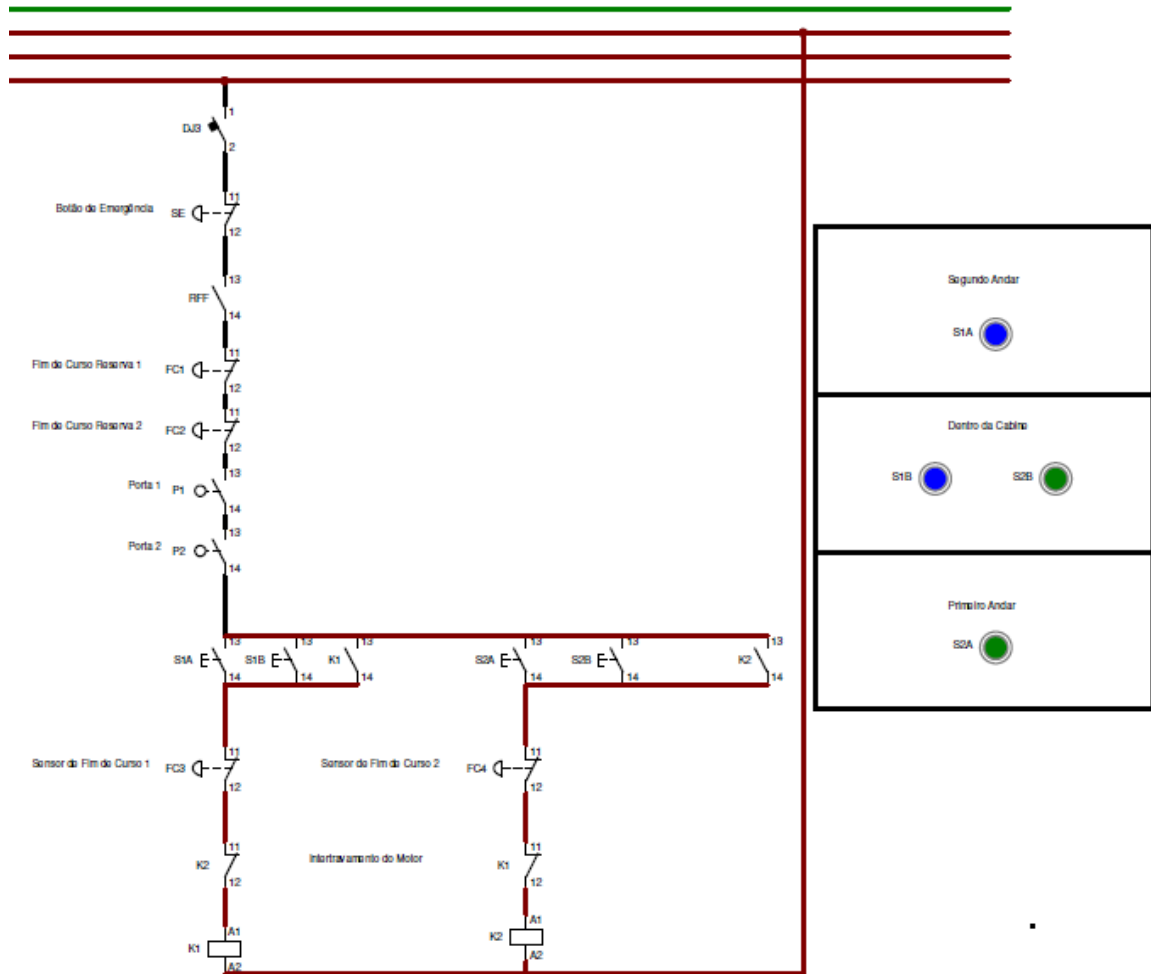 1
DJ3
2
11
Botão de Emergência SE
12
13
RFF
14
11
Fim de Curso Reserva 1 FC1
12
11
Fim de Curso Reserva 2 FC2
12
13
Porta 1 P1
14
13
Porta 2 P2
14
13 13 13 13 13 13
S1A S1B K1 S2A S2B K2
14 14 14 14 14 14
11 11
Sensor de Fim de Curso 1 FC3 Sensor de Fim de Curso 2 FC4
12 12
11 11
K2 Intertravamento do Motor K1
12 12
A1 A1
K1 K2
A2 A2
Segundo Andar
S1A
Dentro da Cabine
S1B S2B
Primeiro Andar
S2A